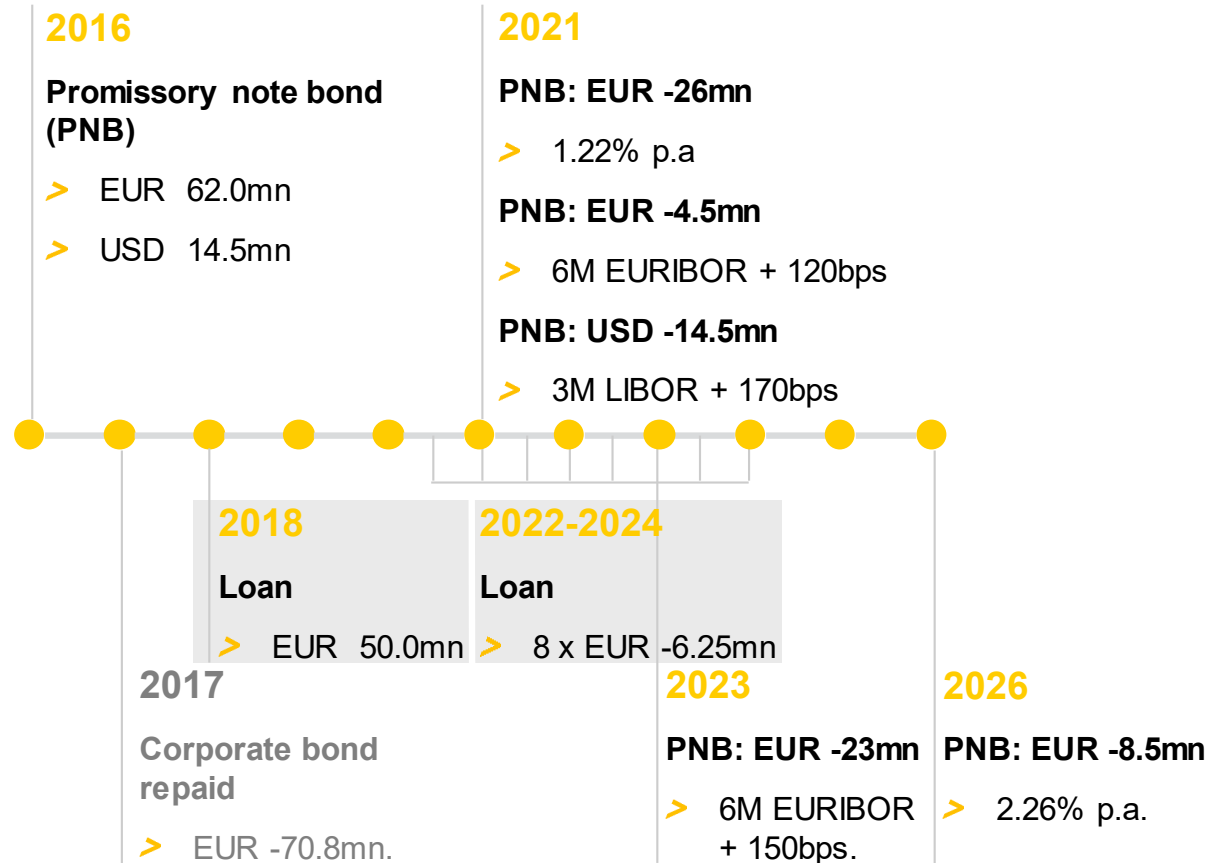 2016
Promissory note bond
(PNB)
> EUR 62.0mn
> USD 14.5mn
2021
PNB: EUR -26mn
> 1.22% p.a
PNB: EUR -4.5mn
> 6M EURIBOR + 120bps
PNB: USD -14.5mn
> 3M LIBOR + 170bps
2018
Loan
> EUR 50.0mn
2022-2024
Loan
> 8 x EUR -6.25mn
2017
Corporate bond
repaid
> EUR -70.8mn.
2023
PNB: EUR -23mn
> 6M EURIBOR
+ 150bps.
2026
PNB: EUR -8.5mn
> 2.26% p.a.